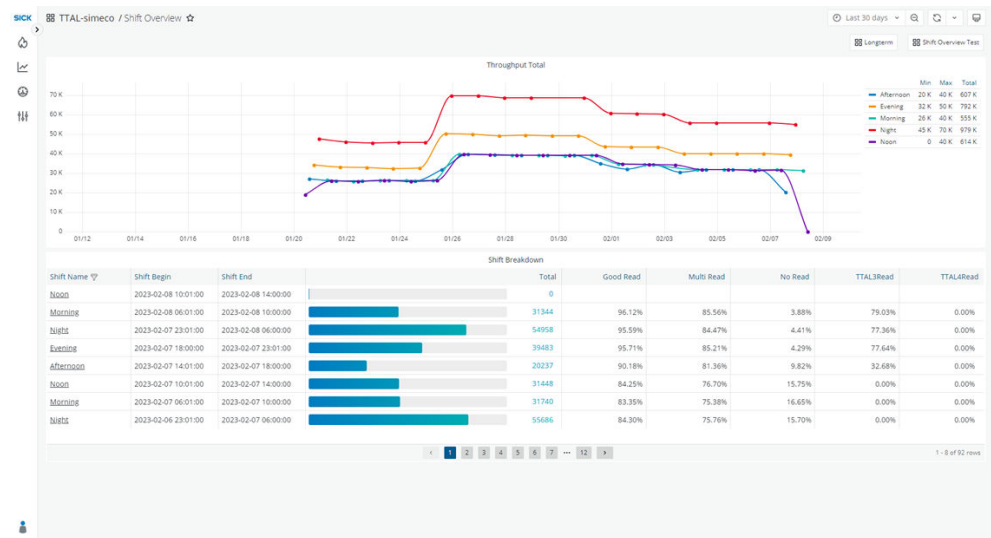 SICK TTAL-simeco / Shift Overview Last 30 days
Longterm Shift Overview Test
Throughput Total
Min Max Total
Afternoon 20 K 40 K 607 K
Evening 32 K 50 K 792 K
Morning 26 K 40 K 555 K
Night 45 K 70 K 979 K
Noon 0 40 K 614 K
70 K
60 K
50 K
40 K
30 K
20 K
10 K
0
01/12 01/14 01/16 01/18 01/20 01/22 01/24 01/26 01/28 01/30 02/01 02/03 02/05 02/07 02/09
Shift Breakdown
Shift Name Shift Begin Shift End Total Good Read Multi Read No Read TTAL3Read TTAL4Read
Noon 2023-02-08 10:01:00 2023-02-08 14:00:00 0
Morning 2023-02-08 06:01:00 2023-02-08 10:00:00 31344 96.12% 85.56% 3.88% 79.03% 0.00%
Night 2023-02-07 23:01:00 2023-02-08 06:00:00 54958 95.59% 84.47% 4.41% 77.36% 0.00%
Evening 2023-02-07 18:00:00 2023-02-07 23:01:00 39483 95.71% 85.21% 4.29% 77.64% 0.00%
Afternoon 2023-02-07 14:01:00 2023-02-07 18:00:00 20237 90.18% 81.36% 9.82% 32.68% 0.00%
Noon 2023-02-07 10:01:00 2023-02-07 14:00:00 31448 84.25% 76.70% 15.75% 0.00% 0.00%
Morning 2023-02-07 06:01:00 2023-02-07 10:00:00 31740 83.35% 75.38% 16.65% 0.00% 0.00%
Night 2023-02-06 23:01:00 2023-02-07 06:00:00 55686 84.30% 75.76% 15.70% 0.00% 0.00%
1 2 3 4 5 6 7 ••• 12 1 - 8 of 92 rows